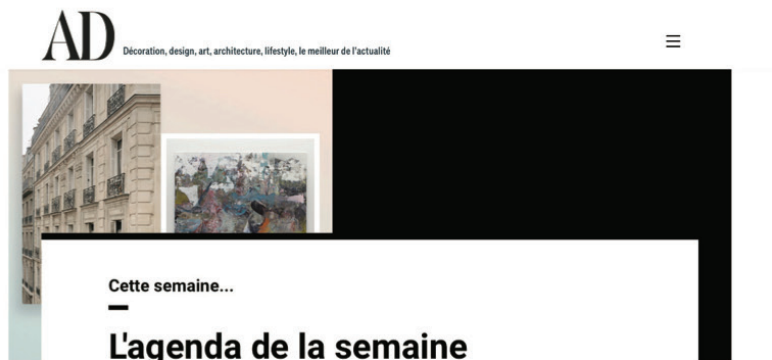 AD
Décoration, design, art, architecture, lifestyle, le meilleur de l'actualité
Cette semaine...
L'agenda de la semaine